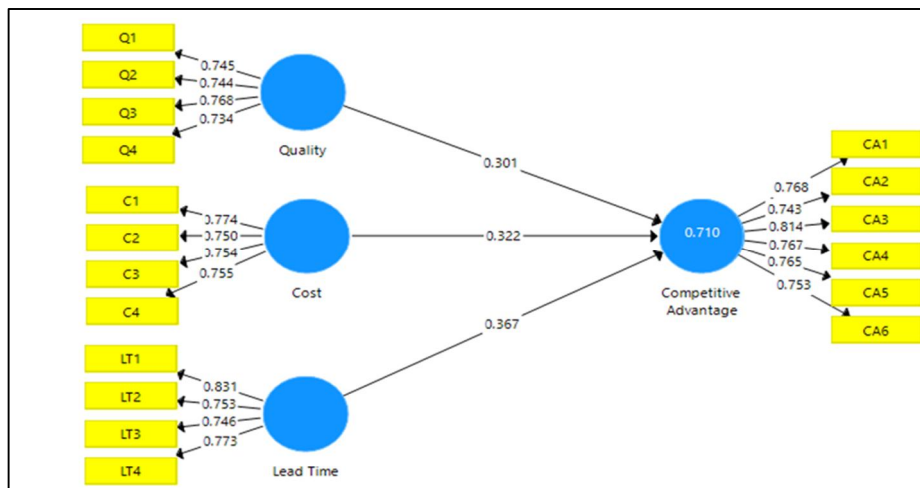 Q1
Q2
Q3
Q4
0.745
0.744
0.768
0.734
Quality
C1
C2
C3
C4
0.774
0.750
0.754
0.755
Cost
LT1
LT2
LT3
LT4
0.831
0.753
0.746
0.773
Lead Time
0.301
0.322
0.367
0.710
Competitive
Advantage
0.768
0.743
0.814
0.767
0.765
0.753
CA1
CA2
CA3
CA4
CA5
CA6